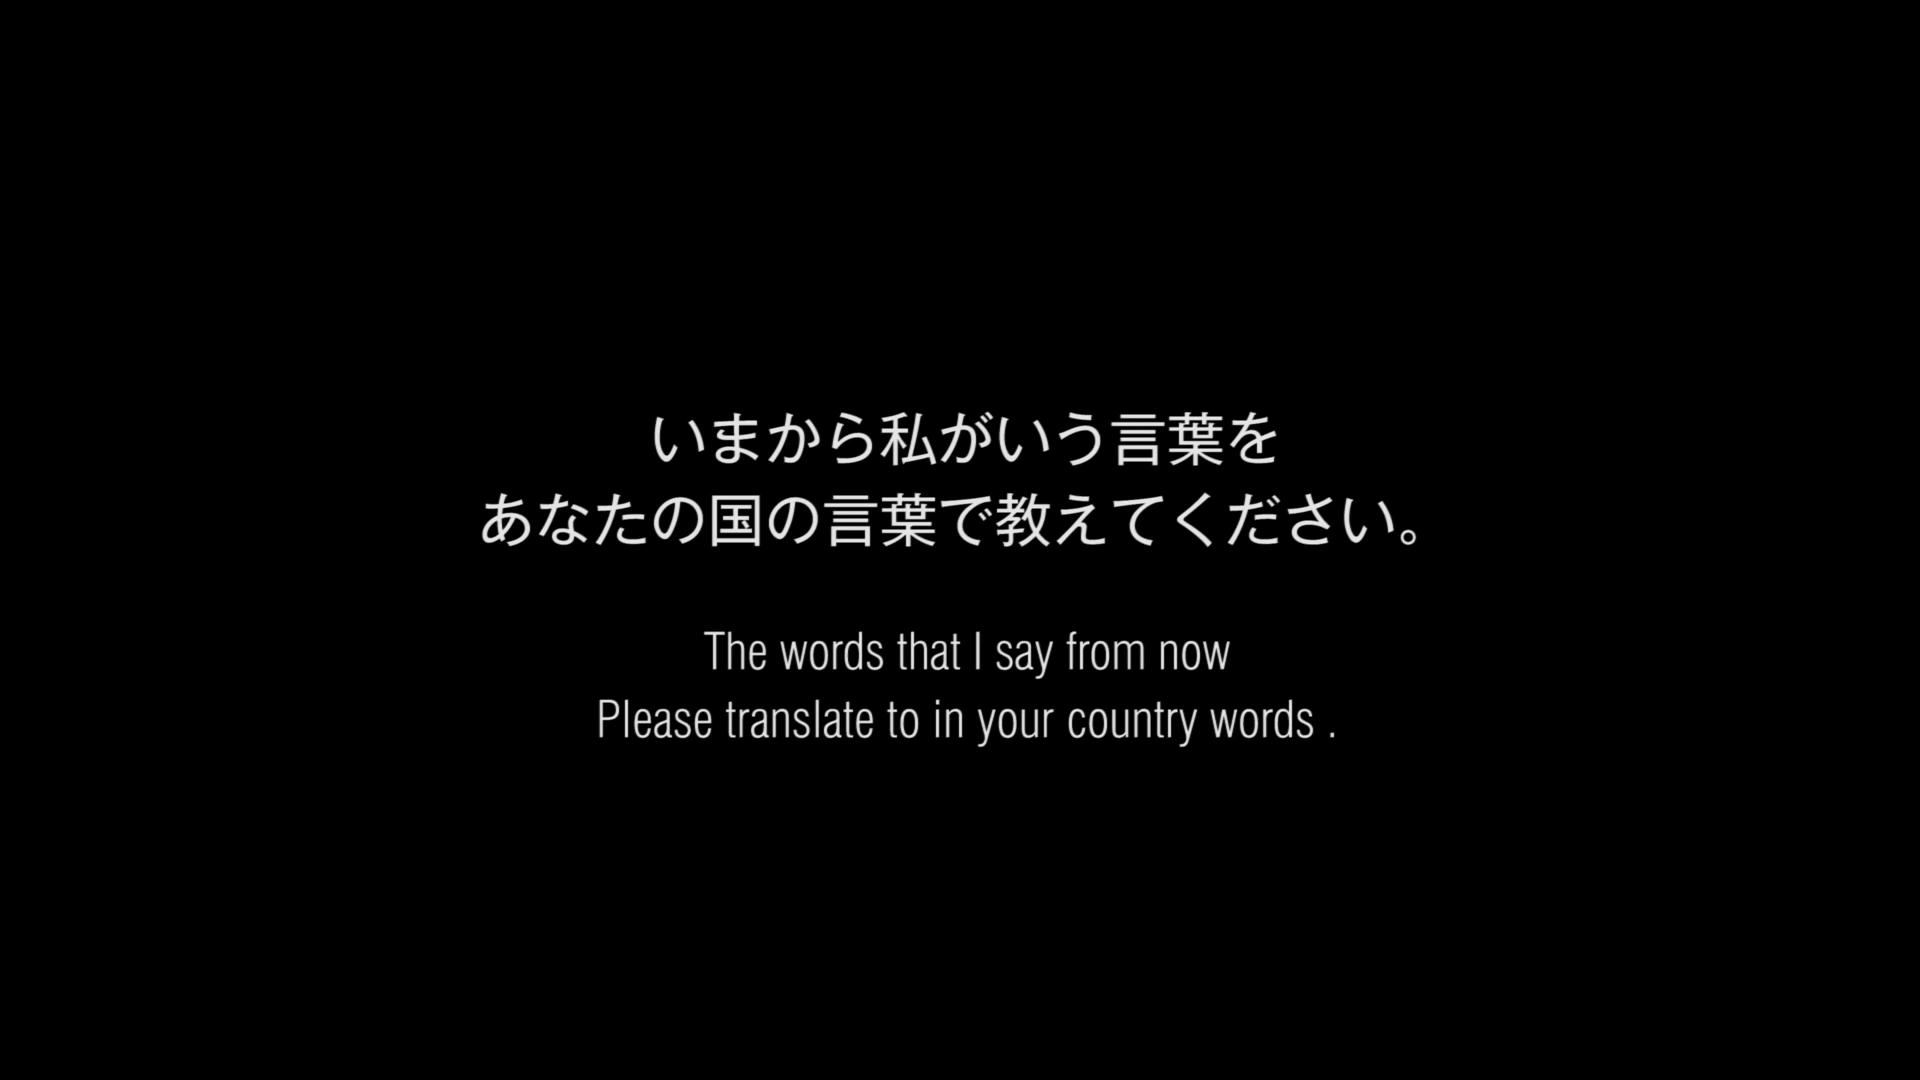 いまから私がいう言葉を
あなたの国の言葉で教えてください。
The words that I say from now
Please translate to in your country words .